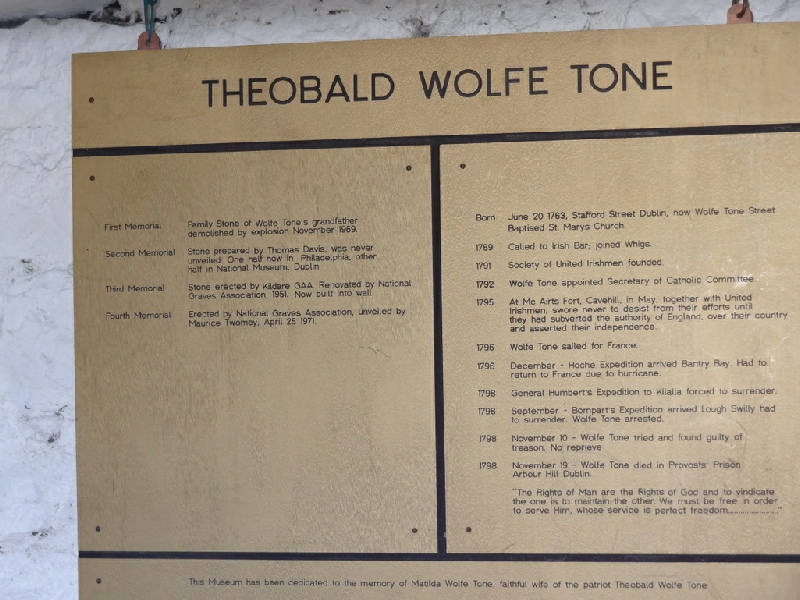 THEOBALD WOLFE TONE
First Memorial Family Stone of Wolfe Tone's grandfather
demolished by explosion November 1969.
Second Memorial Stone prepared by Thomas Davis, was never
unveiled. One half now in Philadelphia, other
half in National Museum, Dublin
Third Memorial Stone erected by Kildare GAA. Renovated by National
Graves Association, 1951. Now built into wall.
Fourth Memorial Erected by National Graves Association, unveiled by
Maurice Twomey, April 25 1971.
Born June 20 1763, Stafford Street Dublin, now Wolfe Tone Street
Baptised St. Marys Church.
1789 Called to Irish Bar; joined Whigs.
1791 Society of United Irishmen founded.
1792 Wolfe Tone appointed Secretary of Catholic Committee
1795 At Mc Airts Fort, Cavehill, in May, together with United
Irishmen, swore never to desist from their efforts until
they had subverted the authority of England, over their country
and asserted their independence.
1796 Wolfe Tone sailed for France.
1796 December - Hoche Expedition arrived Bantry Bay. Had to
return to France due to hurricane.
1798 General Humbert's Expedition to Killalla forced to surrender.
1798 September - Bompart's Expedition arrived Lough Swilly had
to surrender. Wolfe Tone arrested.
1798 November 10 - Wolfe Tone tried and found guilty of
treason. No reprieve
1798 November 19 - Wolfe Tone died in Provosts' Prison
Arbour Hill Dublin.
"The Rights of Man are the Rights of God and to vindicate
the one is to maintain the other. We must be free in order
to serve Him, whose service is perfect freedom................"
This Museum has been dedicated to the memory of Matilda Wolfe Tone, faithful wife of the patriot Theobald Wolfe Tone